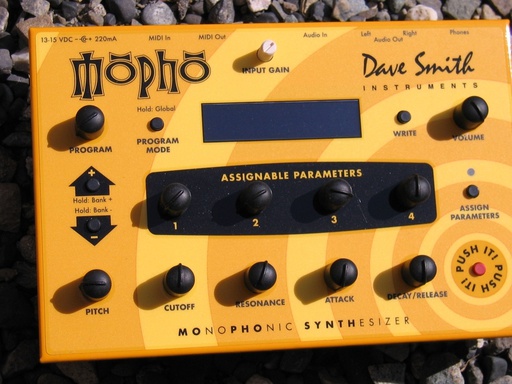 13-15 VDC 220mA MIDI In MIDI Out Audio In Left Right Phones
Audio Out
mopho
INPUT GAIN
Dave Smith
INSTRUMENTS
Hold: Global
PROGRAM
PROGRAM
MODE
WRITE
VOLUME
ASSIGNABLE PARAMETERS
+
Hold: Bank +
Hold: Bank -
-
1 2 3 4
ASSIGN
PARAMETERS
PUSH IT!
PUSH IT!
PITCH
CUTOFF
RESONANCE
ATTACK
DECAY/RELEASE
MONOPHONIC SYNTHESIZER